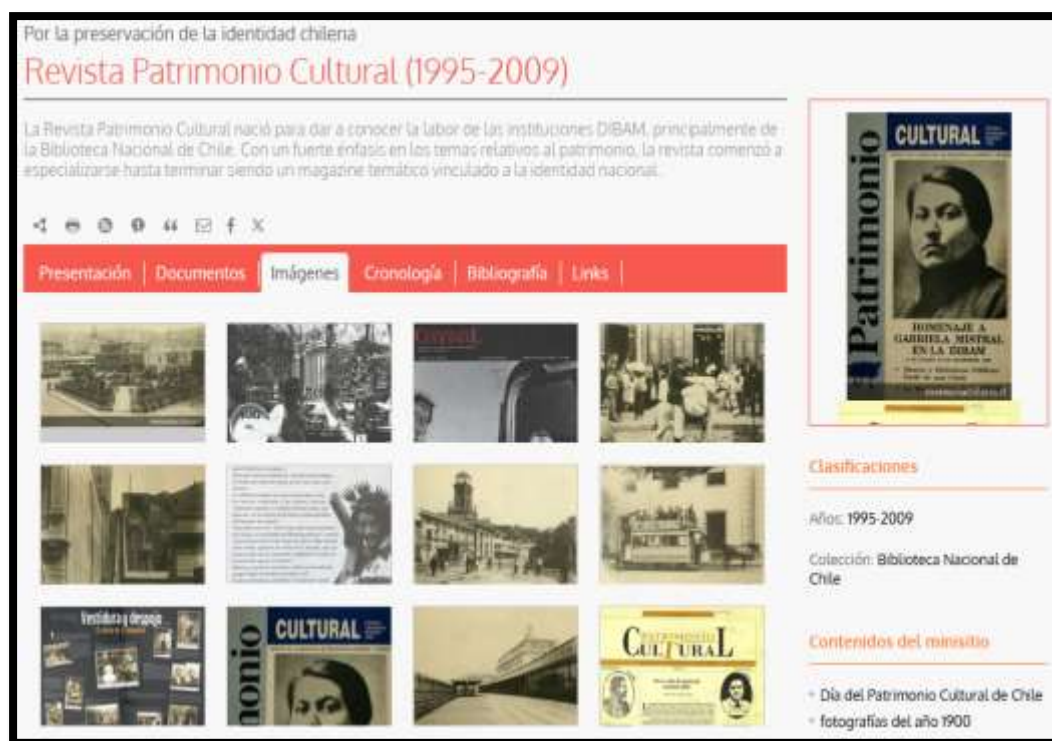 Por la preservación de la identidad chilena
Revista Patrimonio Cultural (1995-2009)
La Revista Patrimonio Cultural nació para dar a conocer la labor de las instituciones DIBAM, principalmente de
la Biblioteca Nacional de Chile. Con un fuerte énfasis en los temas relativos al patrimonio, la revista comenzó a
especializarse hasta terminar siendo un magazine temático vinculado a la identidad nacional.
Presentación
Documentos
Imágenes
Cronología
Bibliografía
Links
Vestidura y despojo
CULTURAL
monio
PATRIMONIO
CULTURAL
Patrimonio
CULTURAL
HOMENAJE A
GABRIELA MISTRAL
EN LA DIBAM
Clasificaciones
Años: 1995-2009
Colección: Biblioteca Nacional de
Chile
Contenidos del minisitio
Día del Patrimonio Cultural de Chile
fotografías del año 1900